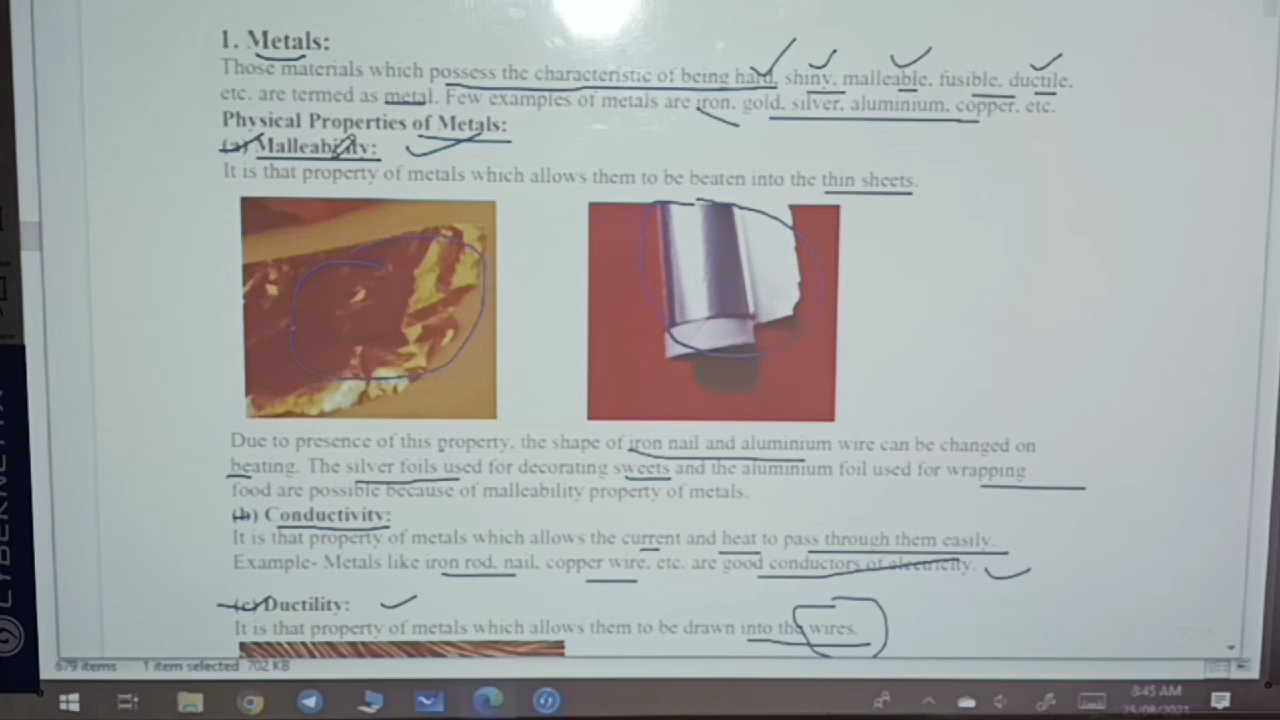 1. Metals:
Those materials which possess the characteristic of being hard, shiny, malleable, fusible, ductile,
etc. are termed as metal. Few examples of metals are iron, gold, silver, aluminium, copper, etc.
Physical Properties of Metals:
(a) Malleability:
It is that property of metals which allows them to be beaten into the thin sheets.
Due to presence of this property, the shape of iron nail and aluminium wire can be changed on
beating. The silver foils used for decorating sweets and the aluminium foil used for wrapping
food are possible because of malleability property of metals.
(b) Conductivity:
It is that property of metals which allows the current and heat to pass through them easily.
Example- Metals like iron rod, nail, copper wire, etc. are good conductors of electricity.
(c) Ductility:
It is that property of metals which allows them to be drawn into the wires.
679 items 1 item selected 702 KB
8:45 AM
25/08/2021
CYBERNETYX